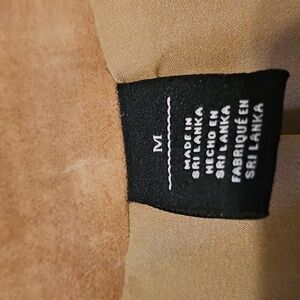 M
MADE IN
SRI LANKA
HECHO EN
SRI LANKA
FABRIQUÉ EN
SRI LANKA